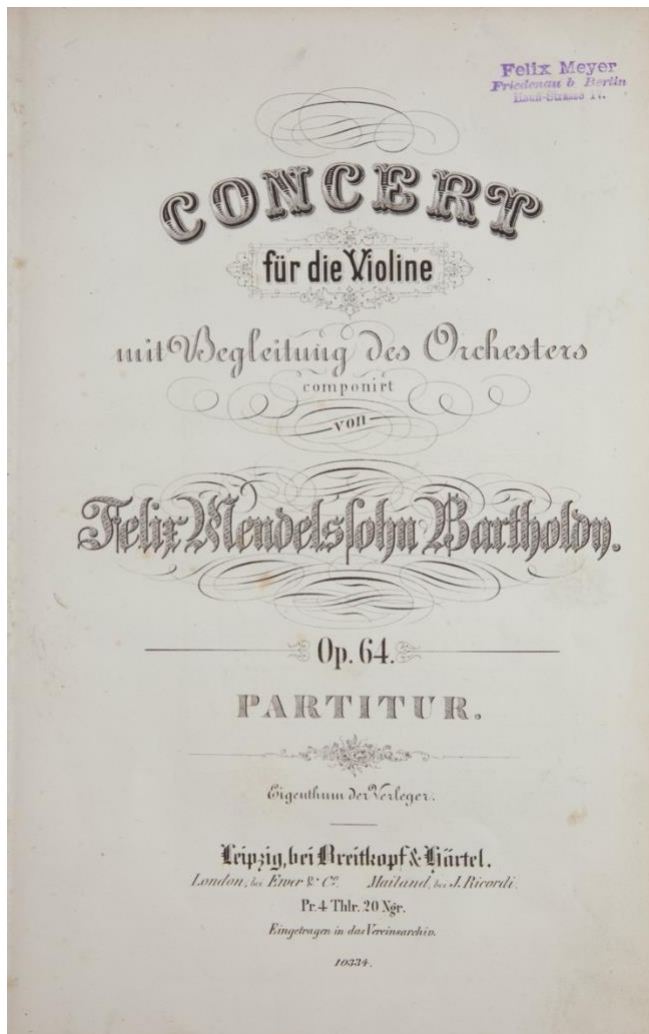 Felix Meyer
Friedenau b. Berlin
CONCERT
für die Violine
mit Begleitung des Orchesters
componirt
von
Felix Mendelssohn Bartholdy.
Op. 64.
PARTITUR.
Eigenthum der Verleger.
Leipzig, bei Breitkopf & Härtel.
London, bei Ewer & Co. Mailand, bei J. Ricordi.
Pr. 4 Thlr. 20 Ngr.
Eingetragen in das Vereinsarchiv.
10334.